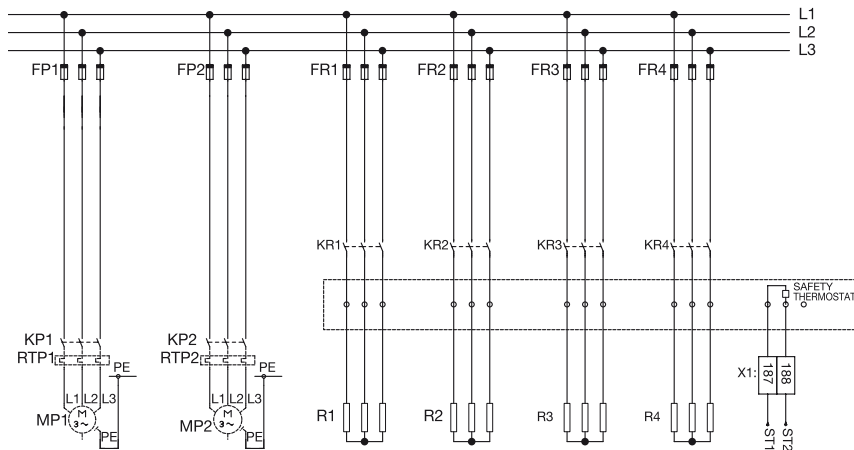 L1
L2
L3
FP1 FP2 FR1 FR2 FR3 FR4
KR1 KR2 KR3 KR4
SAFETY
THERMOSTAT
KP1 KP2
RTP1 RTP2
PE PE
X1: 187 188
L1 L2 L3 L1 L2 L3
MP1 M 3~ MP2 M 3~ R1 R2 R3 R4
PE PE
ST1 ST2